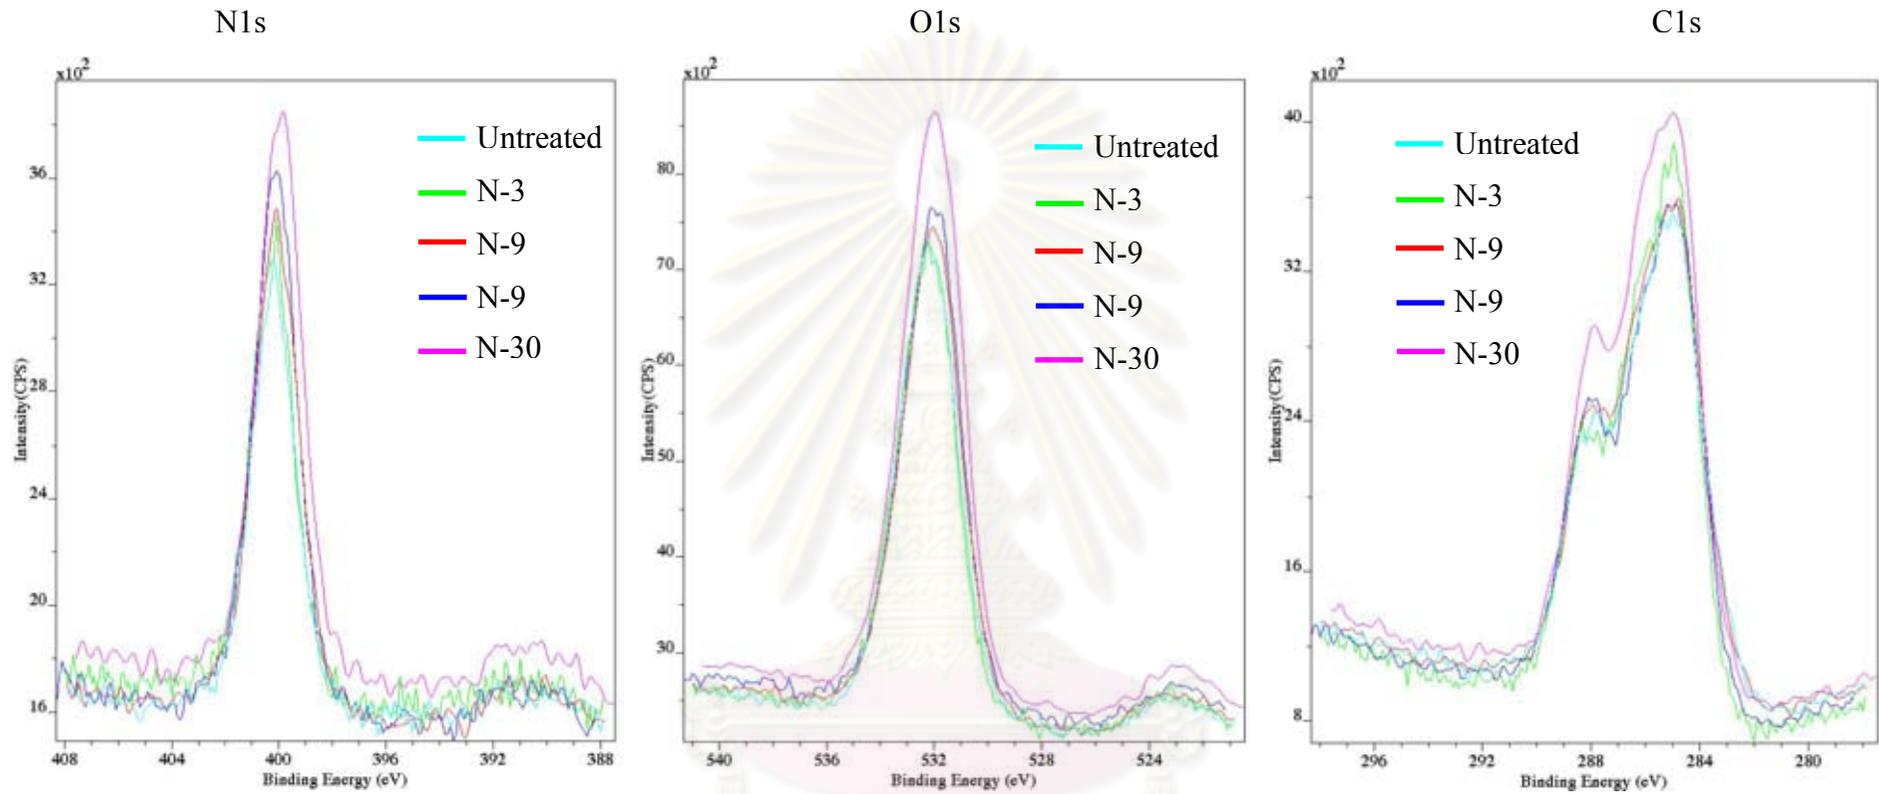 N1s
x10²
Untreated
N-3
N-9
N-9
N-30
36
32
28
24
20
16
Intensity(CPS)
408 404 400 396 392 388
Binding Energy (eV)
O1s
x10²
Untreated
N-3
N-9
N-9
N-30
80
70
60
50
40
30
Intensity(CPS)
540 536 532 528 524
Binding Energy (eV)
C1s
x10²
Untreated
N-3
N-9
N-9
N-30
40
32
24
16
8
Intensity(CPS)
296 292 288 284 280
Binding Energy (eV)